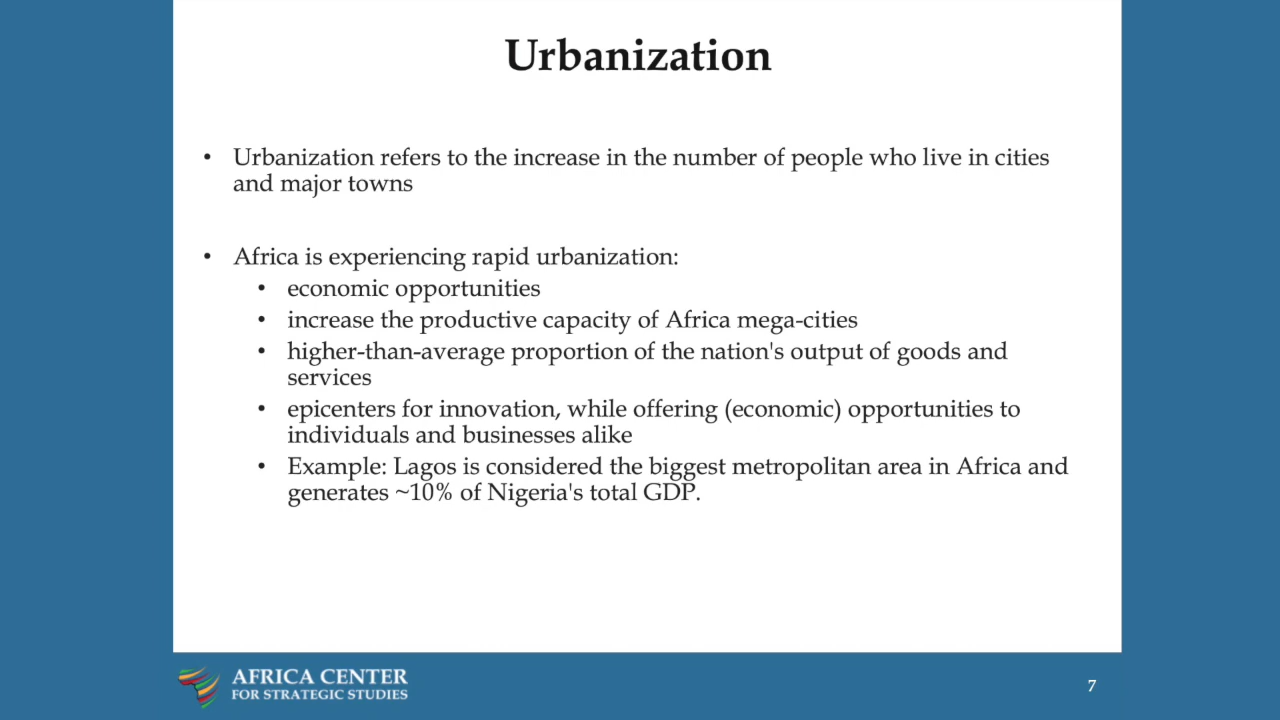 Urbanization
• Urbanization refers to the increase in the number of people who live in cities
and major towns
• Africa is experiencing rapid urbanization:
• economic opportunities
• increase the productive capacity of Africa mega-cities
• higher-than-average proportion of the nation's output of goods and
services
• epicenters for innovation, while offering (economic) opportunities to
individuals and businesses alike
• Example: Lagos is considered the biggest metropolitan area in Africa and
generates ~10% of Nigeria's total GDP.
AFRICA CENTER
FOR STRATEGIC STUDIES
7